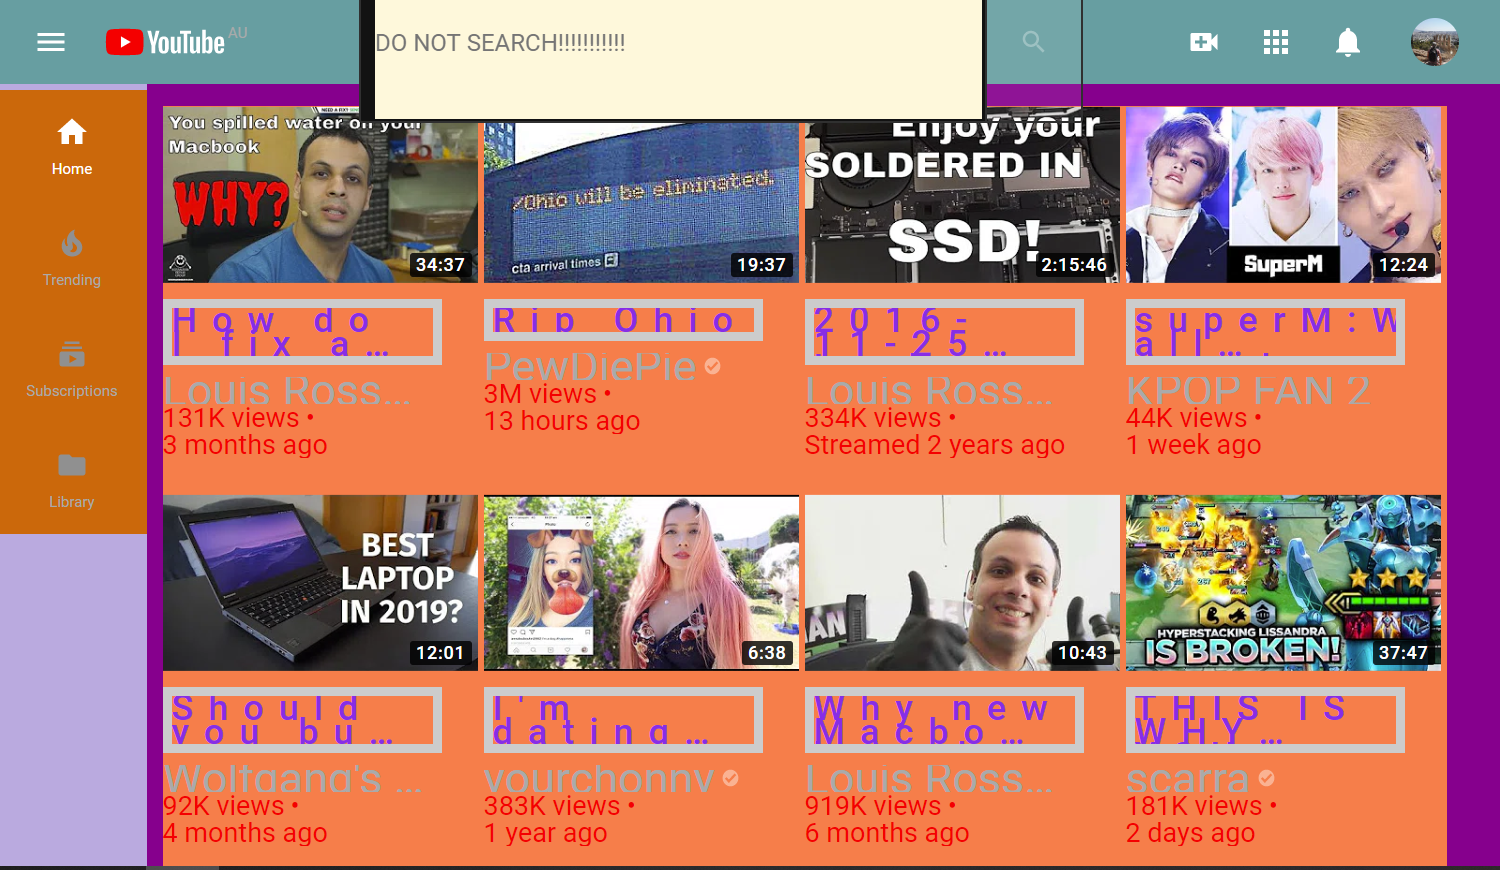 YouTube AU
DO NOT SEARCH!!!!!!!!!!!
Home
Trending
Subscriptions
Library
You spilled water on your
Macbook
WHY?
34:37
Ohio will be eliminated.
cta arrival times
19:37
Enjoy your
SOLDERED IN
SSD!
2:15:46
SuperM
12:24
How do
I fix a…
Louis Ross…
131K views •
3 months ago
Rip Ohio
PewDiePie
3M views •
13 hours ago
2016-
11-25…
Louis Ross…
334K views •
Streamed 2 years ago
superM:W
all…
KPOP FAN 2
44K views •
1 week ago
BEST
LAPTOP
IN 2019?
12:01
Photo
6:38
10:43
HYPERSTACKING LISSANDRA
IS BROKEN!
37:47
Should
you bu…
Wolfgang's …
92K views •
4 months ago
I'm
dating…
yourchonny
383K views •
1 year ago
Why new
Macbo…
Louis Ross…
919K views •
6 months ago
THIS IS
WHY…
scarra
181K views •
2 days ago